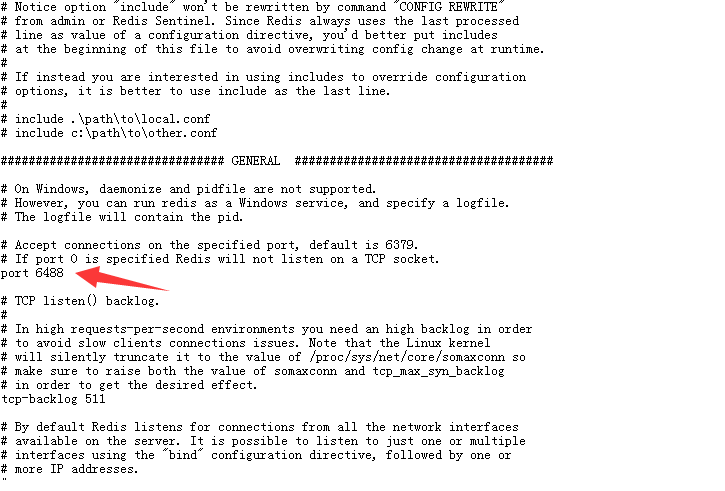 # Notice option "include" won't be rewritten by command "CONFIG REWRITE"
# from admin or Redis Sentinel. Since Redis always uses the last processed
# line as value of a configuration directive, you'd better put includes
# at the beginning of this file to avoid overwriting config change at runtime.
#
# If instead you are interested in using includes to override configuration
# options, it is better to use include as the last line.
#
# include .\path\to\local.conf
# include c:\path\to\other.conf
################################ GENERAL  #####################################
# On Windows, daemonize and pidfile are not supported.
# However, you can run redis as a Windows service, and specify a logfile.
# The logfile will contain the pid.
# Accept connections on the specified port, default is 6379.
# If port 0 is specified Redis will not listen on a TCP socket.
port 6488
# TCP listen() backlog.
#
# In high requests-per-second environments you need an high backlog in order
# to avoid slow clients connections issues. Note that the Linux kernel
# will silently truncate it to the value of /proc/sys/net/core/somaxconn so
# make sure to raise both the value of somaxconn and tcp_max_syn_backlog
# in order to get the desired effect.
tcp-backlog 511
# By default Redis listens for connections from all the network interfaces
# available on the server. It is possible to listen to just one or multiple
# interfaces using the "bind" configuration directive, followed by one or
# more IP addresses.